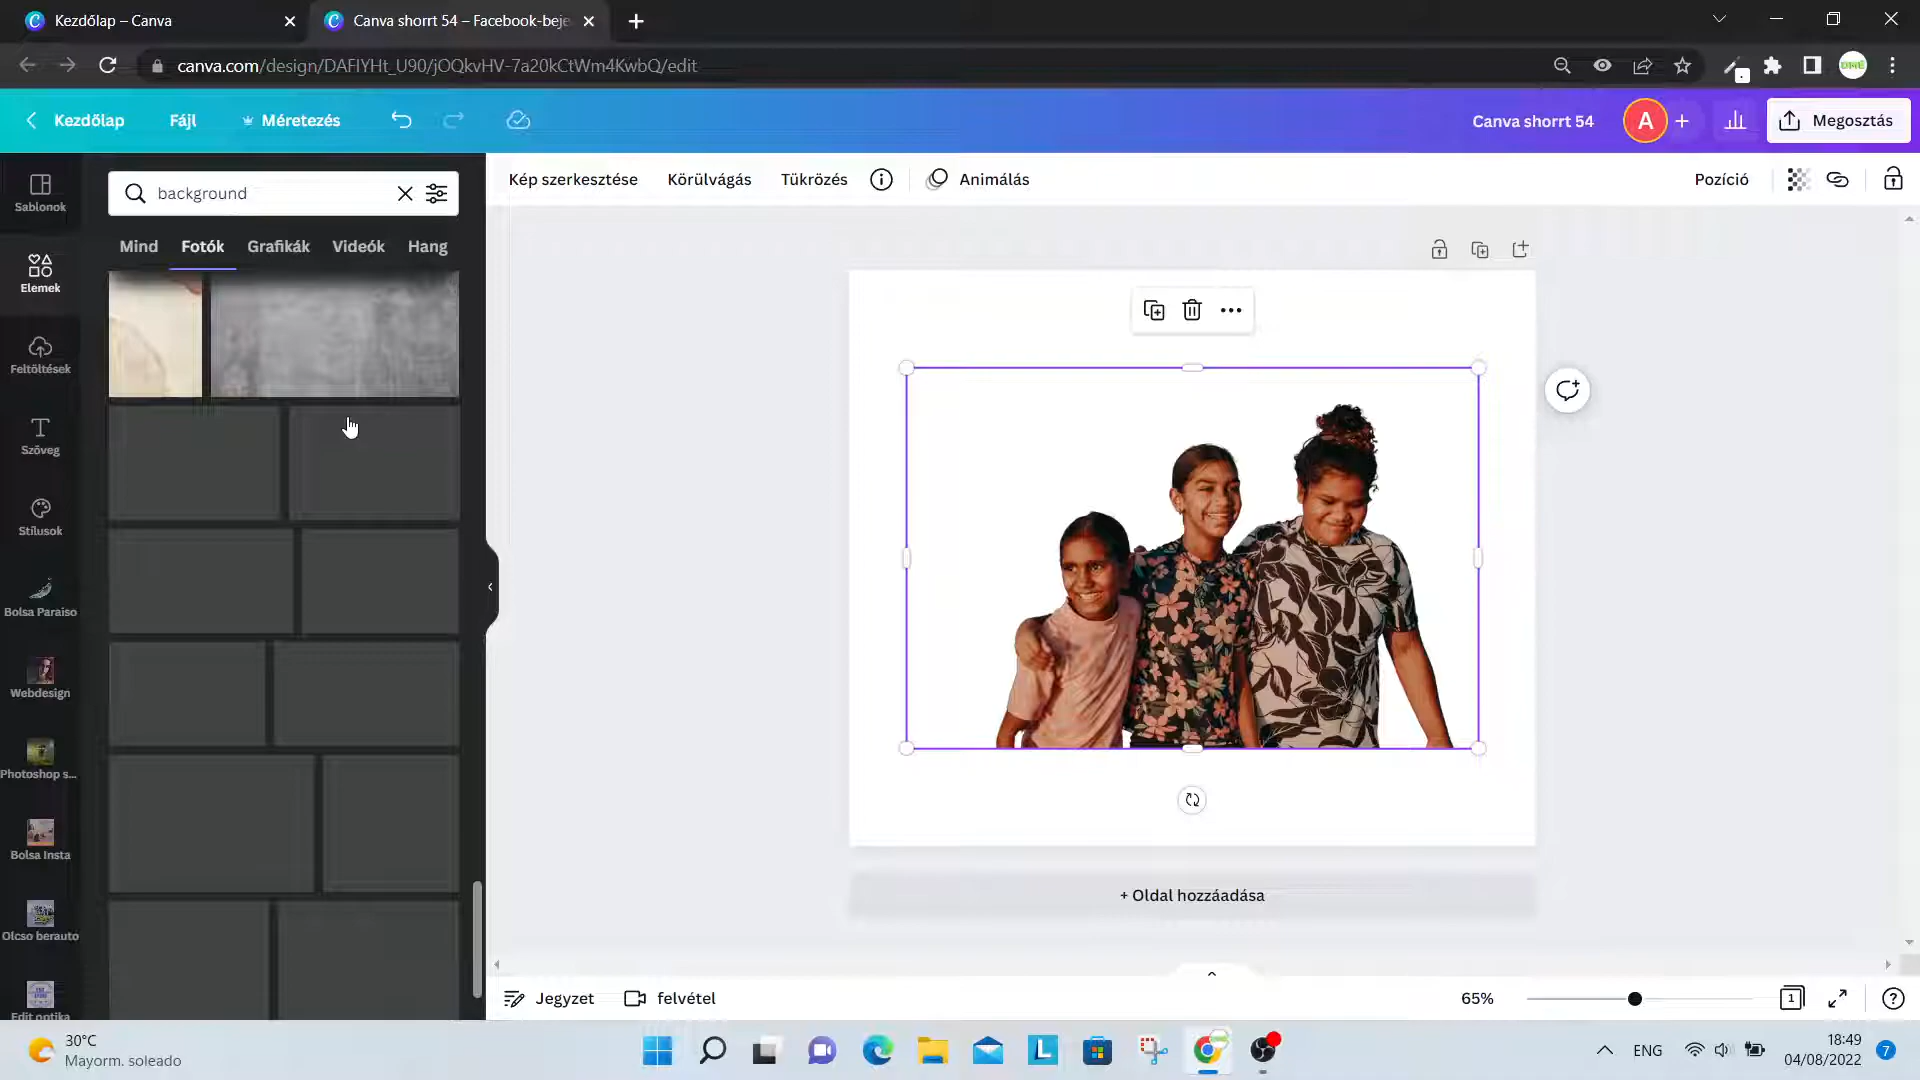 Kezdőlap – Canva
Canva shorrt 54 – Facebook-beje
canva.com/design/DAFIYHt_U90/jOQkvHV-7a20kCtWm4KwbQ/edit
Kezdőlap
Fájl
Méretezés
Canva shorrt 54
A
Megosztás
Sablonok
Elemek
Feltöltések
Szöveg
Stílusok
Bolsa Paraiso
Webdesign
Photoshop s...
Bolsa Insta
Olcso berauto
Edit optika
background
Mind Fotók Grafikák Videók Hang
Kép szerkesztése Körülvágás Tükrözés Animálás
Pozíció
+ Oldal hozzáadása
Jegyzet felvétel
65%
1
30°C
Mayorm. soleado
ENG
18:49
04/08/2022
7